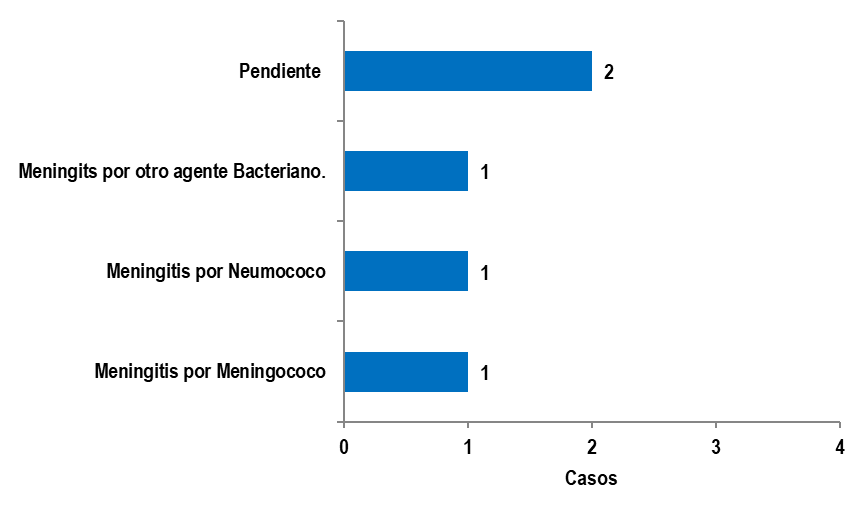 Pendiente 2
Meningits por otro agente Bacteriano. 1
Meningitis por Neumococo 1
Meningitis por Meningococo 1
0 1 2 3 4
Casos